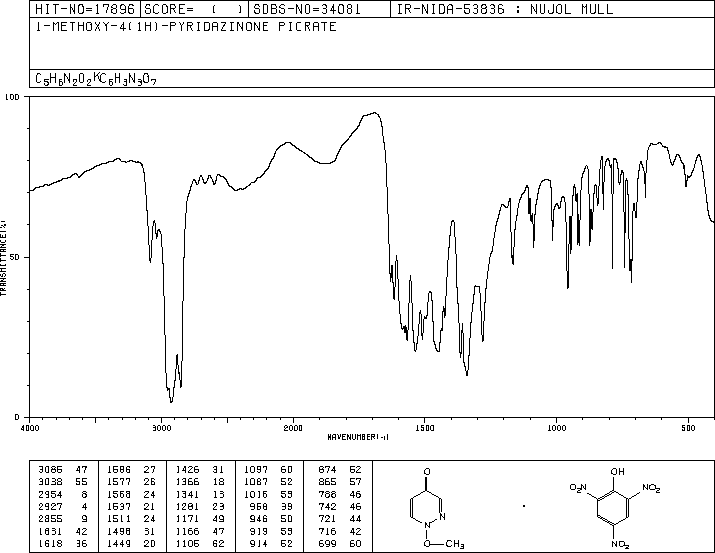 HIT-NO=17896 SCORE= ( ) SDBS-NO=34081 IR-NIDA-53836 : NUJOL MULL
1-METHOXY-4(1H)-PYRIDAZINONE PICRATE
C5H6N2O2KC6H3N3O7
100
50
0
TRANSMITTANCE(%)
4000 3000 2000 1500 1000 500
WAVENUMBER(-1)
3085 47 1586 27 1426 31 1097 60 874 52
3038 55 1577 26 1366 18 1087 52 865 57
2954 8 1568 24 1341 13 1016 59 788 46
2927 4 1537 21 1281 23 958 39 742 46
2855 9 1511 24 1171 49 946 50 721 44
1631 42 1498 31 1166 47 919 59 716 42
1618 36 1449 20 1105 62 914 52 699 60
O
N
N
O—CH3
OH
NO2
NO2
NO2